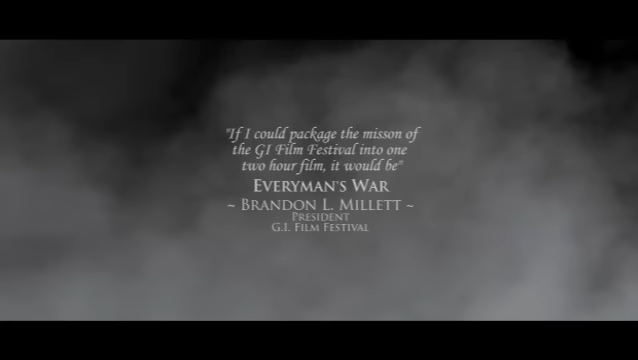 "If I could package the misson of
the GI Film Festival into one
two hour film, it would be"
Everyman's War
~ Brandon L. Millett ~
President
G.I. Film Festival